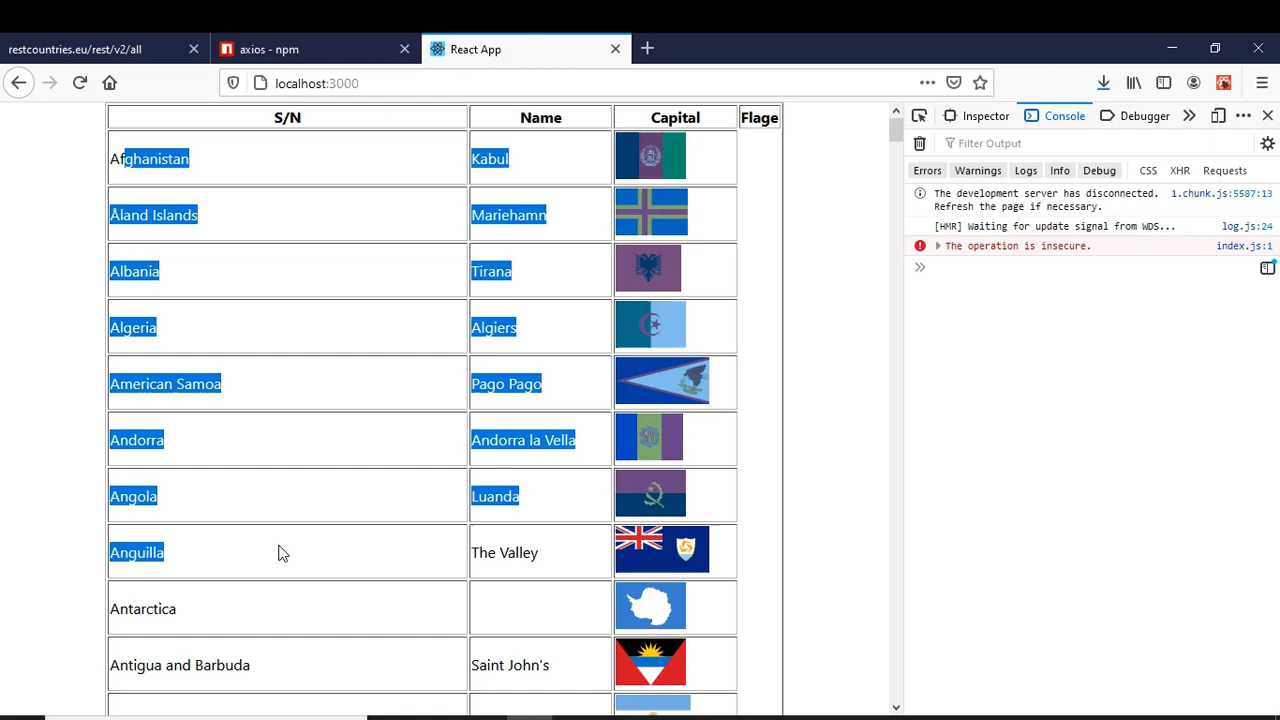 restcountries.eu/rest/v2/all
axios - npm
React App
localhost:3000
S/N Name Capital Flage
Afghanistan Kabul
Åland Islands Mariehamn
Albania Tirana
Algeria Algiers
American Samoa Pago Pago
Andorra Andorra la Vella
Angola Luanda
Anguilla The Valley
Antarctica
Antigua and Barbuda Saint John's
Inspector Console Debugger
Filter Output
Errors Warnings Logs Info Debug CSS XHR Requests
The development server has disconnected. 1.chunk.js:5587:13
Refresh the page if necessary.
[HMR] Waiting for update signal from WDS... log.js:24
The operation is insecure. index.js:1